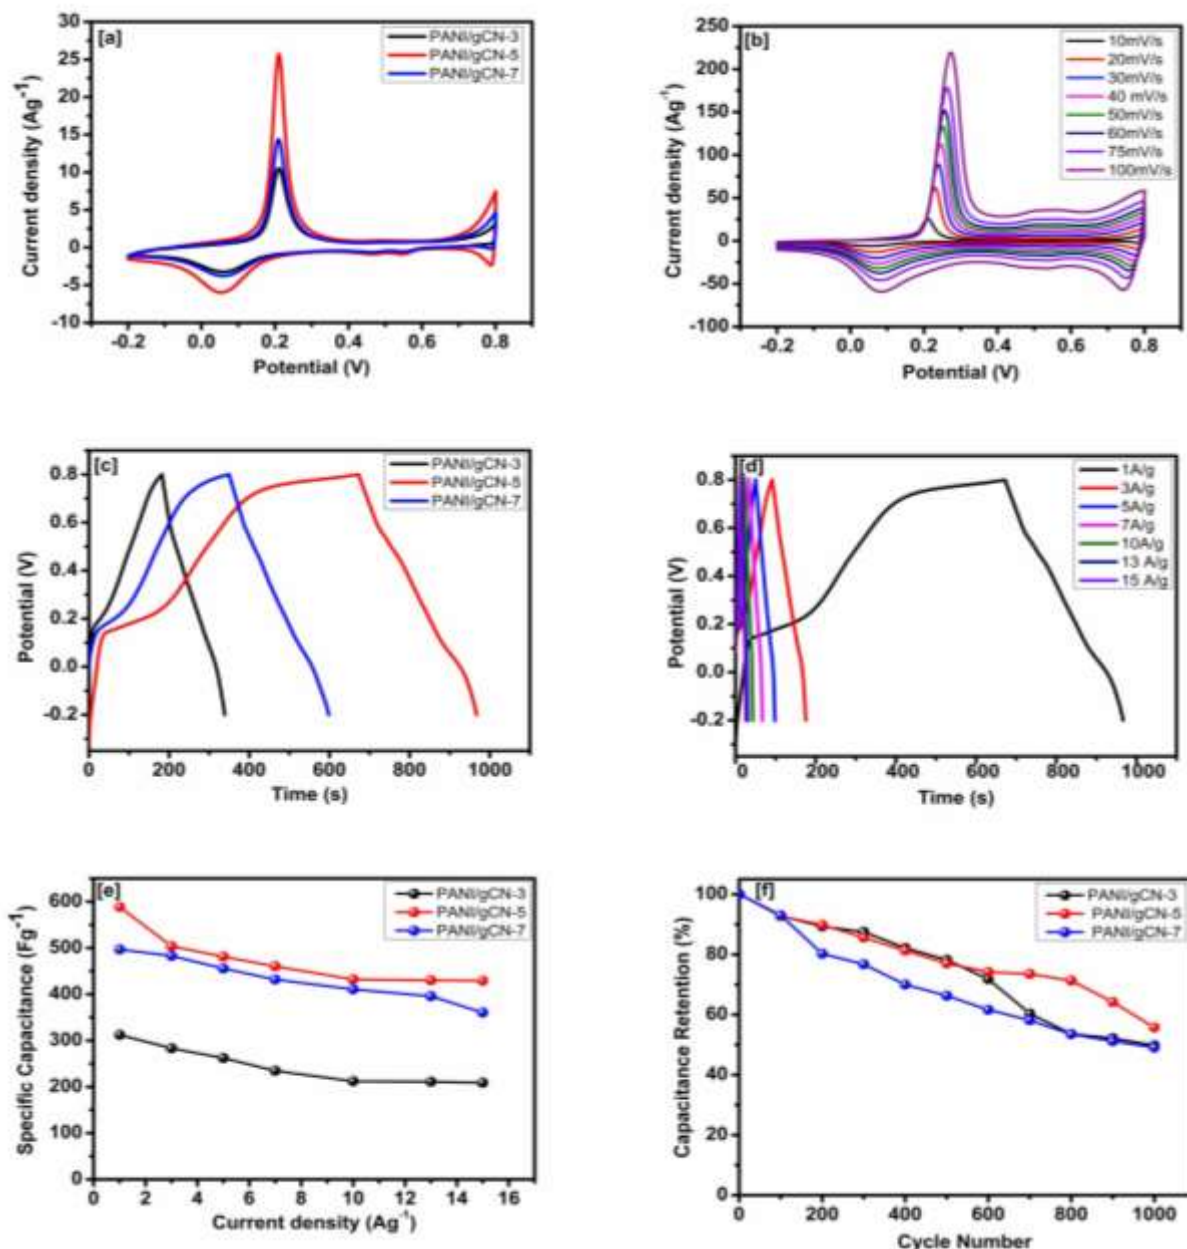 [a]
PANI/gCN-3
PANI/gCN-5
PANI/gCN-7
Current density (Ag⁻¹)
30
25
20
15
10
5
0
-5
-10
-0.2 0.0 0.2 0.4 0.6 0.8
Potential (V)
[b]
10mV/s
20mV/s
30mV/s
40 mV/s
50mV/s
60mV/s
75mV/s
100mV/s
Current density (Ag⁻¹)
250
200
150
100
50
0
-50
-100
-0.2 0.0 0.2 0.4 0.6 0.8
Potential (V)
[c]
PANI/gCN-3
PANI/gCN-5
PANI/gCN-7
Potential (V)
0.8
0.6
0.4
0.2
0.0
-0.2
0 200 400 600 800 1000
Time (s)
[d]
1A/g
3A/g
5A/g
7A/g
10A/g
13 A/g
15 A/g
Potential (V)
0.8
0.6
0.4
0.2
0.0
-0.2
0 200 400 600 800 1000
Time (s)
[e]
PANI/gCN-3
PANI/gCN-5
PANI/gCN-7
Specific Capacitance (Fg⁻¹)
600
500
400
300
200
100
0
0 2 4 6 8 10 12 14 16
Current density (Ag⁻¹)
[f]
PANI/gCN-3
PANI/gCN-5
PANI/gCN-7
Capacitance Retention (%)
100
80
60
40
20
0
0 200 400 600 800 1000
Cycle Number